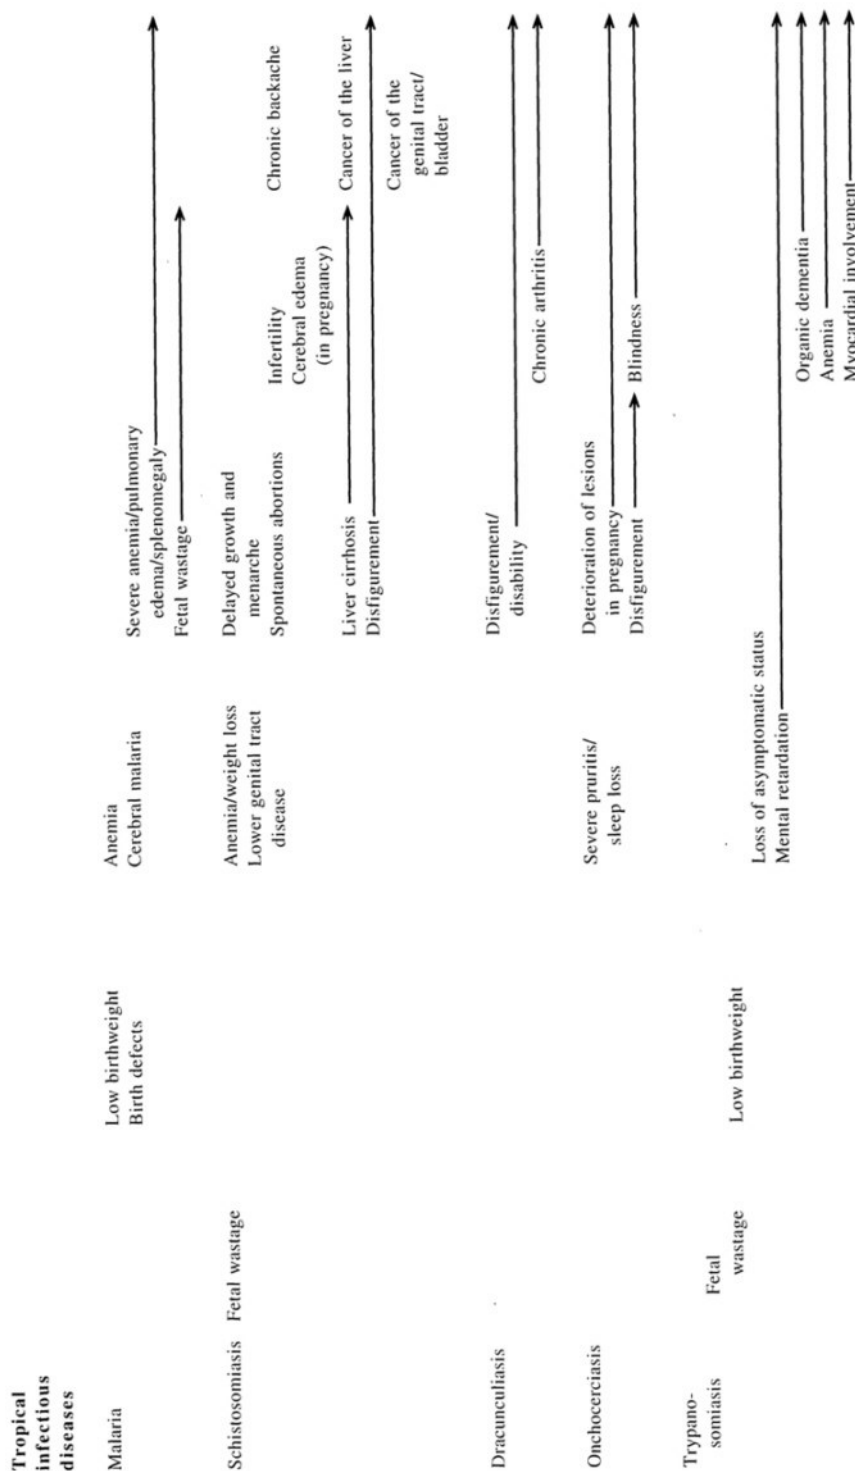 Tropical
infectious
diseases
Malaria
Low birthweight
Birth defects
Anemia
Cerebral malaria
Severe anemia/pulmonary
edema/splenomegaly
Fetal wastage
Schistosomiasis
Fetal wastage
Anemia/weight loss
Lower genital tract
disease
Delayed growth and
menarche
Spontaneous abortions
Infertility
Cerebral edema
(in pregnancy)
Chronic backache
Liver cirrhosis
Disfigurement
Cancer of the liver
Cancer of the
genital tract/
bladder
Dracunculiasis
Disfigurement/
disability
Chronic arthritis
Onchocerciasis
Severe pruritis/
sleep loss
Deterioration of lesions
in pregnancy
Disfigurement
Blindness
Trypano-
somiasis
Fetal
wastage
Low birthweight
Loss of asymptomatic status
Mental retardation
Organic dementia
Anemia
Myocardial involvement